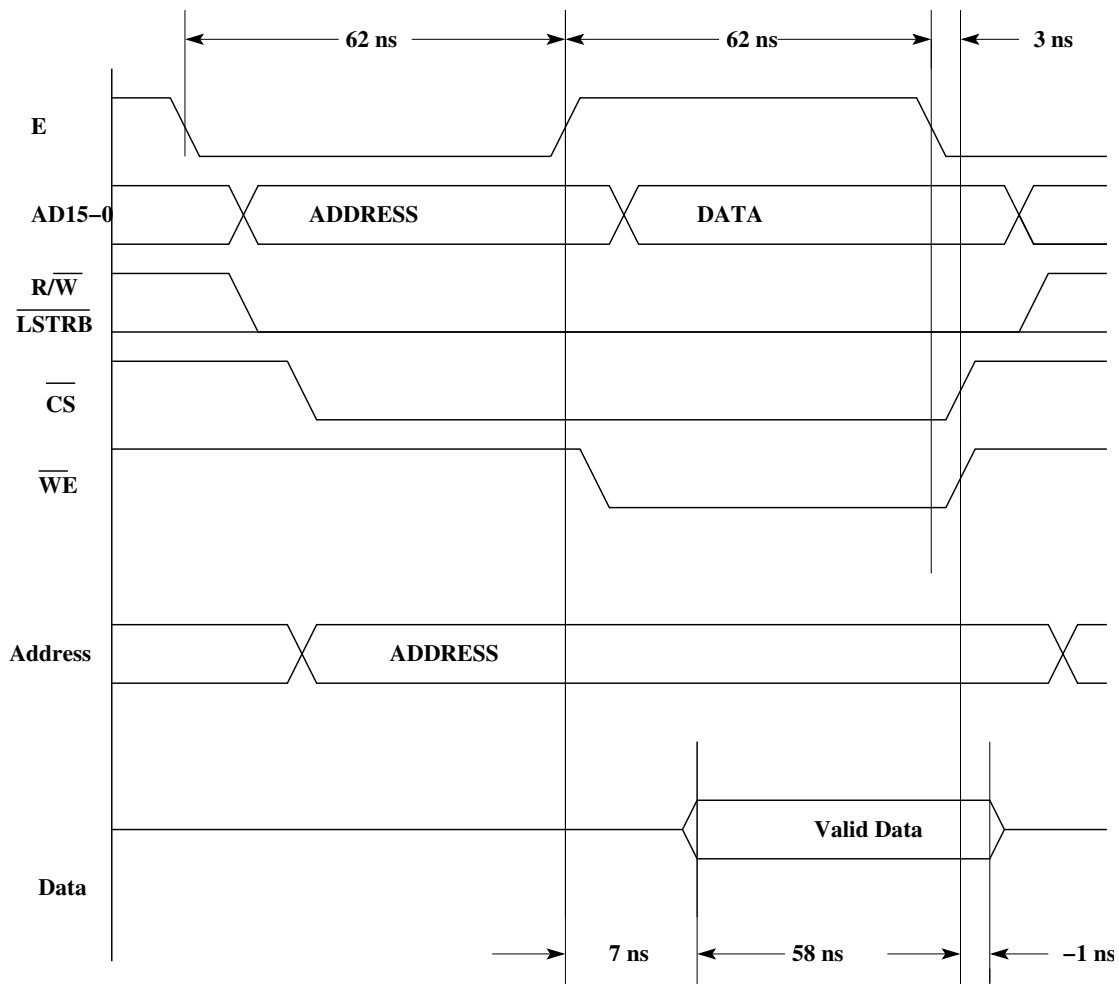 62 ns 62 ns 3 ns
E
AD15−0 ADDRESS DATA
R/W
LSTRB
CS
WE
Address ADDRESS
Valid Data
Data
7 ns 58 ns −1 ns